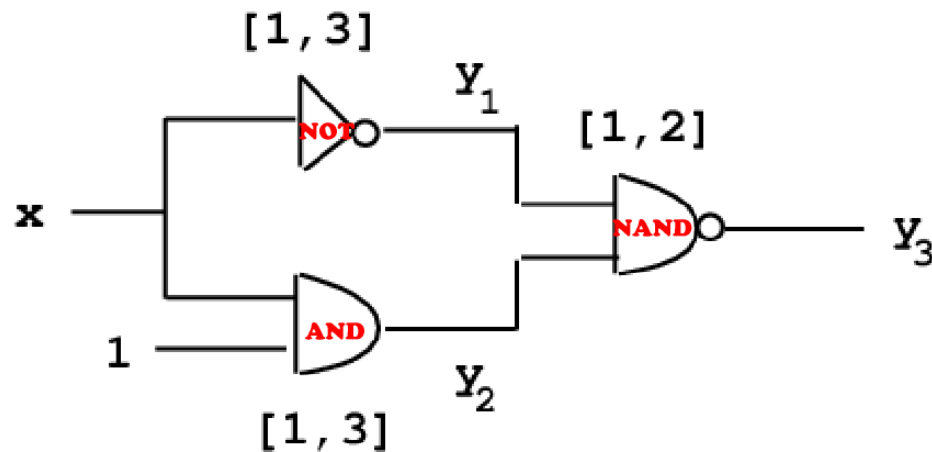 [1,3]
y1
NOT
[1,2]
x
NAND
y3
AND
1
y2
[1,3]